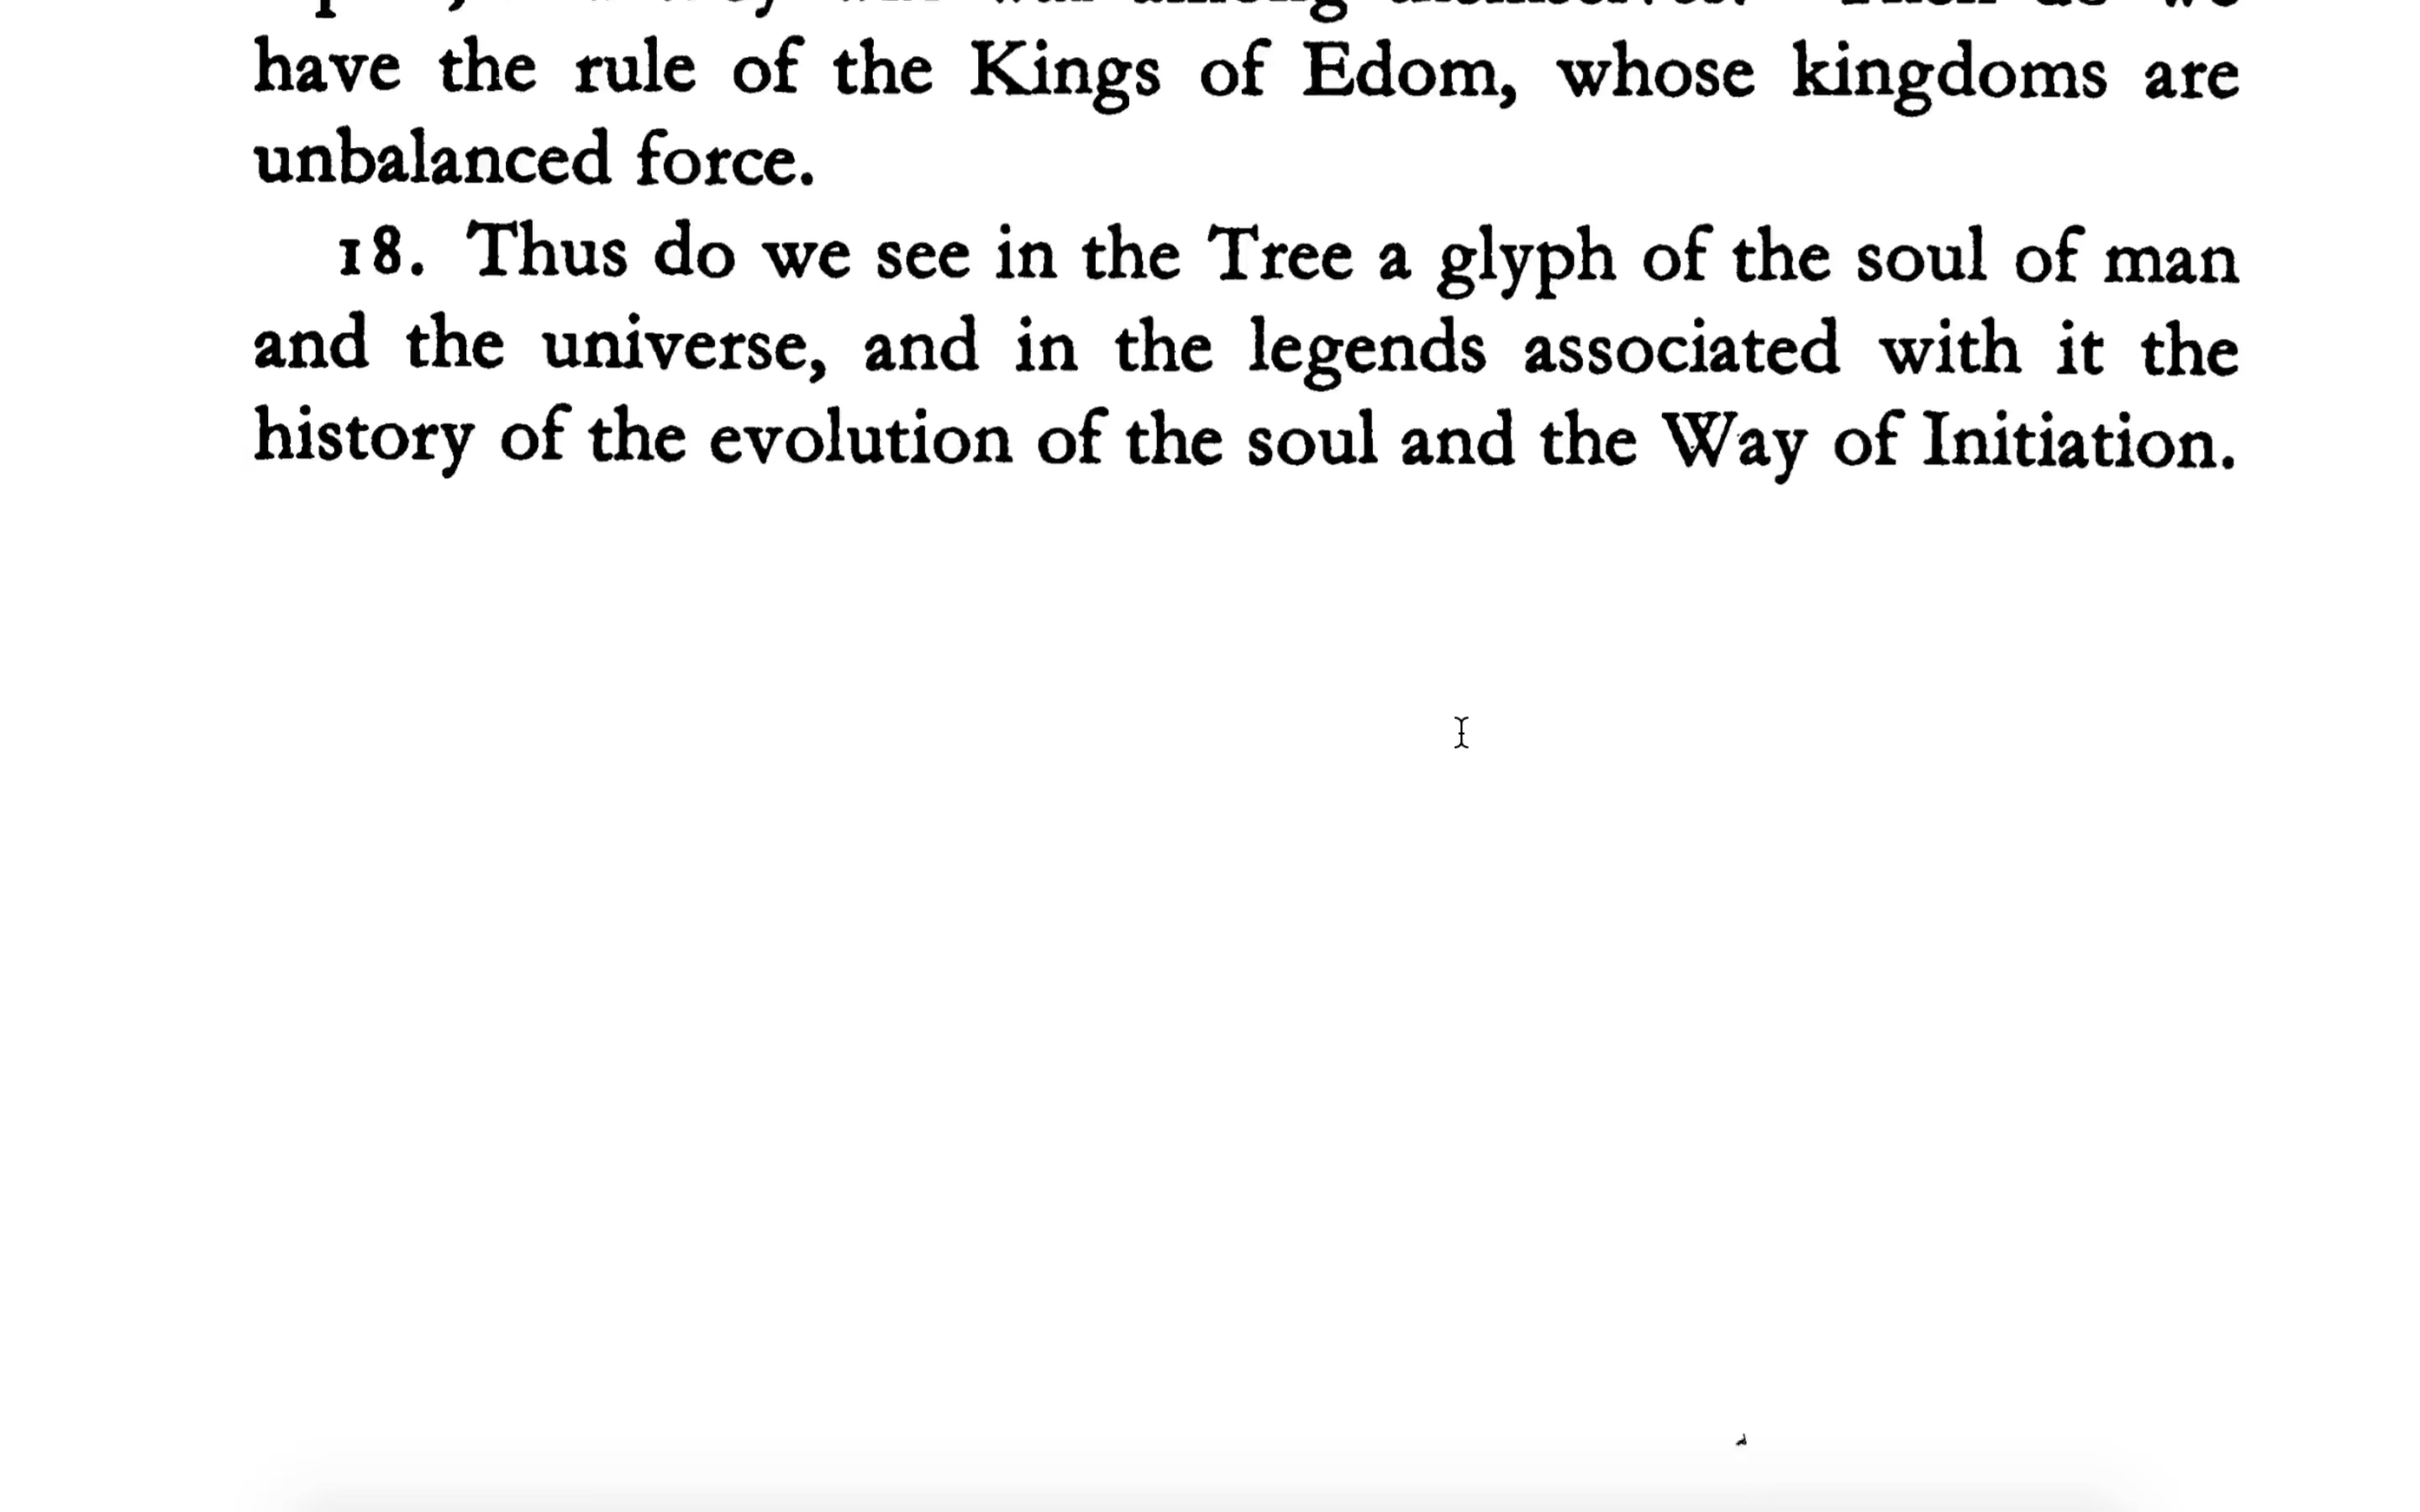 have the rule of the Kings of Edom, whose kingdoms are
unbalanced force.
18. Thus do we see in the Tree a glyph of the soul of man
and the universe, and in the legends associated with it the
history of the evolution of the soul and the Way of Initiation.